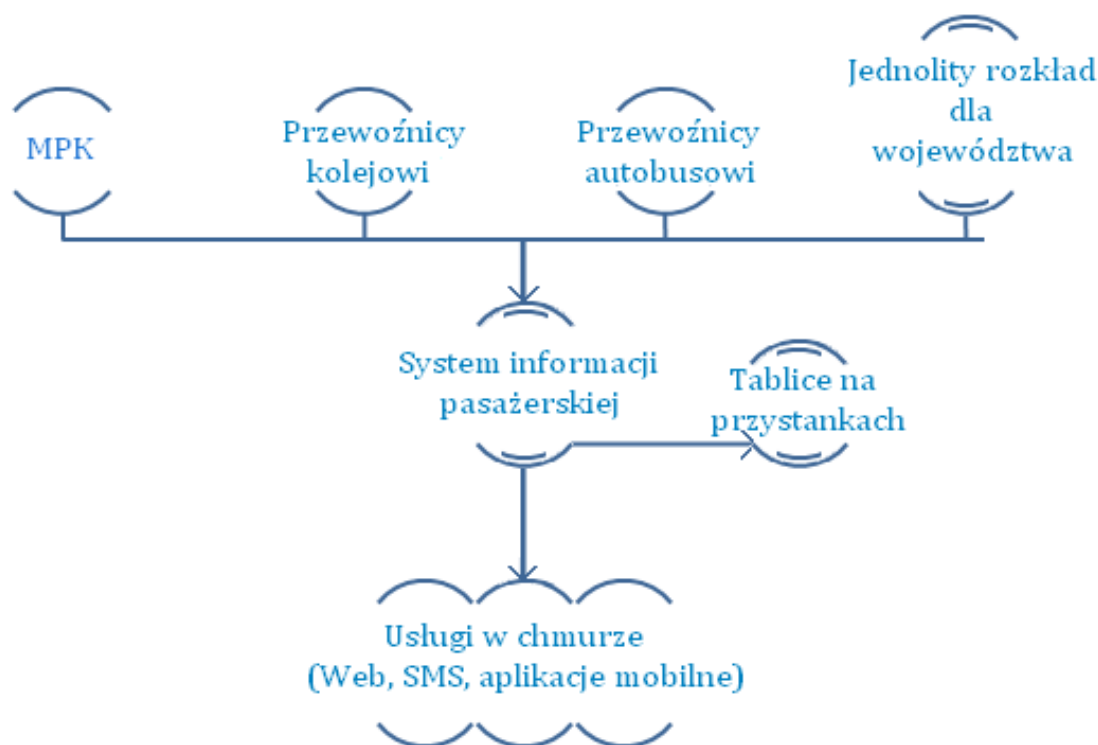 MPK
Przewoźnicy
kolejowi
Przewoźnicy
autobusowi
Jednolity rozkład
dla
województwa
System informacji
pasażerskiej
Tablice na
przystankach
Usługi w chmurze
(Web, SMS, aplikacje mobilne)